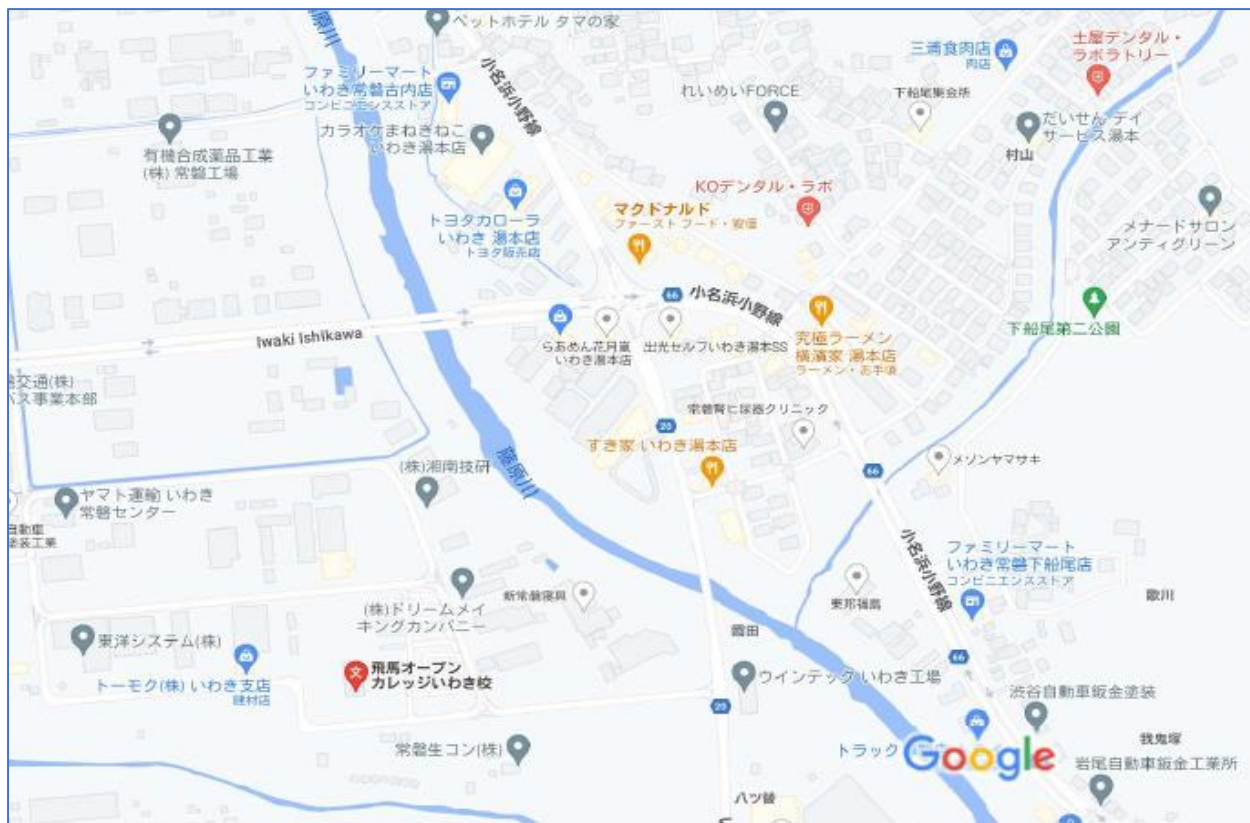 原川
ペットホテル タマの家
小名浜小野線
ファミリーマート
いわき常磐古内店
コンビニエンスストア
カラオケまねきねこ
いわき湯本店
有機合成薬品工業
(株) 常磐工場
三浦食肉店
肉店
土屋デンタル・
ラボラトリー
れいめいFORCE
下船尾集会所
だいせん デイ
サービス湯本
村山
KOデンタル・ラボ
トヨタカローラ
いわき 湯本店
トヨタ販売店
マクドナルド
ファーストフード・安価
メナードサロン
アンティグリーン
66
小名浜小野線
下船尾第二公園
Iwaki Ishikawa
らあめん花月嵐
いわき湯本店
出光セルフいわき湯本SS
究極ラーメン
横濱家 湯本店
ラーメン・お手頃
交通(株)
バス事業本部
常磐腎泌尿器クリニック
20
すき家 いわき湯本店
藤原川
(株)湘南技研
66
メゾンヤマサキ
ヤマト運輸 いわき
常磐センター
自動車
塗装工業
小名浜小野線
ファミリーマート
いわき常磐下船尾店
コンビニエンスストア
(株)ドリームメイ
キングカンパニー
新常磐寝具
東邦福島
岡田
東洋システム(株)
トーモク(株) いわき支店
建材店
飛馬オープン
カレッジいわき校
ウインテック いわき工場
66
渋谷自動車鈑金塗装
20
常磐生コン(株)
トラック
Google
我鬼塚
岩尾自動車鈑金工業所
八ツ替